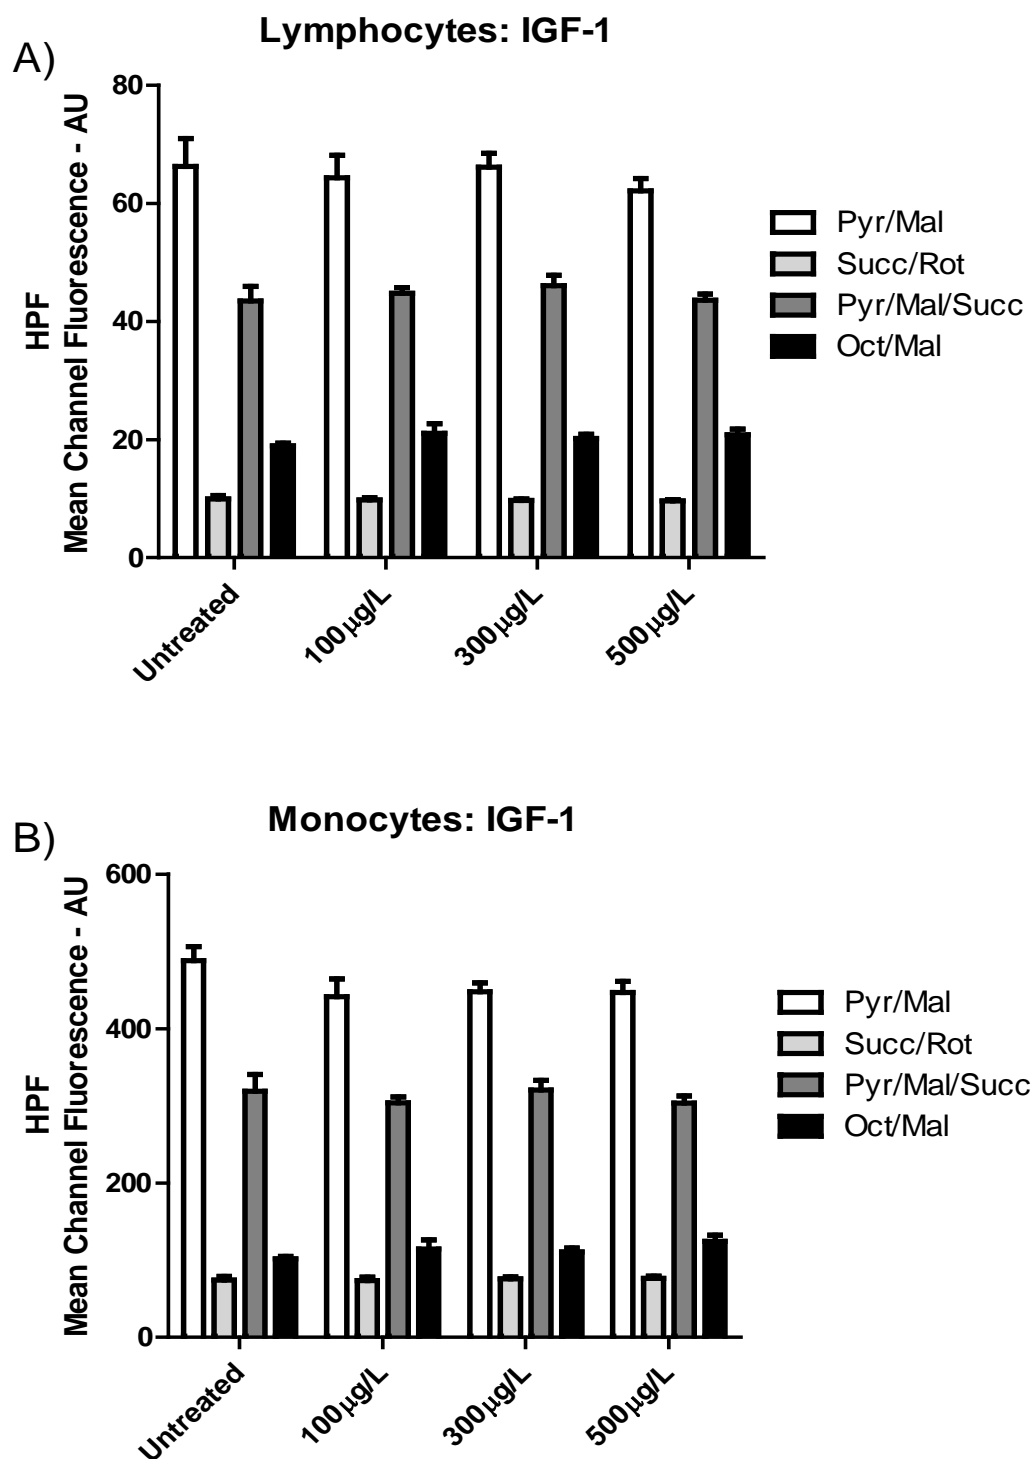 Lymphocytes: IGF-1
A)
HPF
Mean Channel Fluorescence - AU
80
60
40
20
0
Untreated
100µg/L
300µg/L
500µg/L
Pyr/Mal
Succ/Rot
Pyr/Mal/Succ
Oct/Mal
Monocytes: IGF-1
B)
HPF
Mean Channel Fluorescence - AU
600
400
200
0
Untreated
100µg/L
300µg/L
500µg/L
Pyr/Mal
Succ/Rot
Pyr/Mal/Succ
Oct/Mal